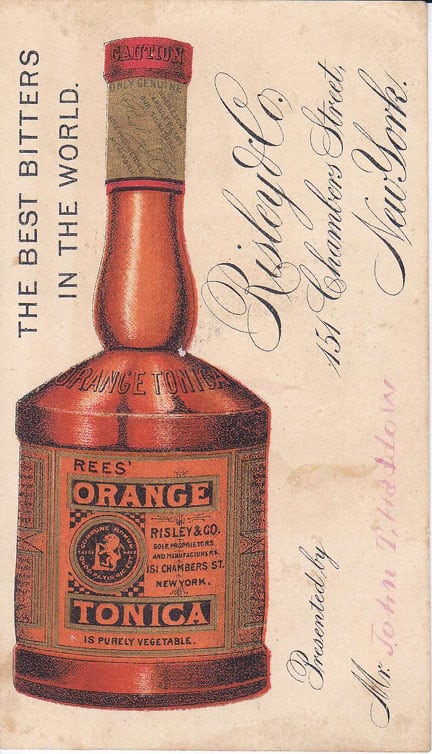 THE BEST BITTERS
IN THE WORLD.
CAUTION
ONLY GENUINE
ORANGE TONICA
REES'
ORANGE
RISLEY & CO.
SOLE PROPRIETORS
AND MANUFACTURERS.
151 CHAMBERS ST.
NEW YORK.
TRADE MARK
TONICA
IS PURELY VEGETABLE.
Risley & Co,
151 Chambers Street,
New York.
Presented by
Mr. John